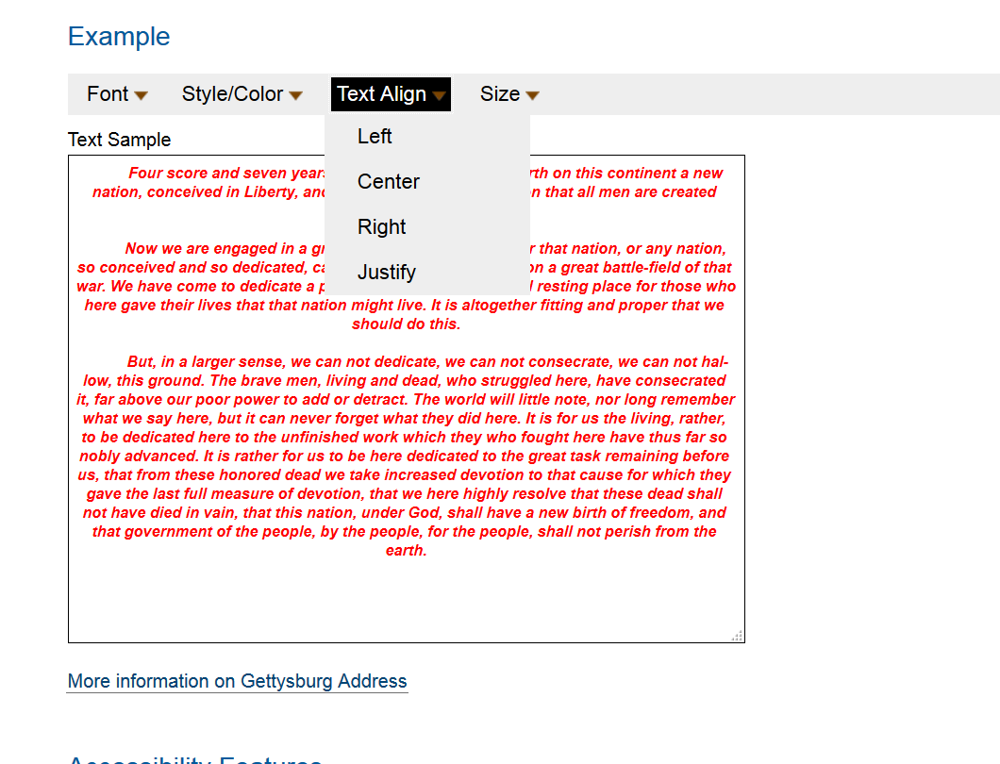 Example
Font Style/Color Text Align Size
Left
Center
Right
Justify
Text Sample
Four score and seven years rth on this continent a new
nation, conceived in Liberty, and n that all men are created
Now we are engaged in a gr r that nation, or any nation,
so conceived and so dedicated, ca on a great battle-field of that
war. We have come to dedicate a p l resting place for those who
here gave their lives that that nation might live. It is altogether fitting and proper that we
should do this.
But, in a larger sense, we can not dedicate, we can not consecrate, we can not hal-
low, this ground. The brave men, living and dead, who struggled here, have consecrated
it, far above our poor power to add or detract. The world will little note, nor long remember
what we say here, but it can never forget what they did here. It is for us the living, rather,
to be dedicated here to the unfinished work which they who fought here have thus far so
nobly advanced. It is rather for us to be here dedicated to the great task remaining before
us, that from these honored dead we take increased devotion to that cause for which they
gave the last full measure of devotion, that we here highly resolve that these dead shall
not have died in vain, that this nation, under God, shall have a new birth of freedom, and
that government of the people, by the people, for the people, shall not perish from the
earth.
More information on Gettysburg Address
Accessibility Features